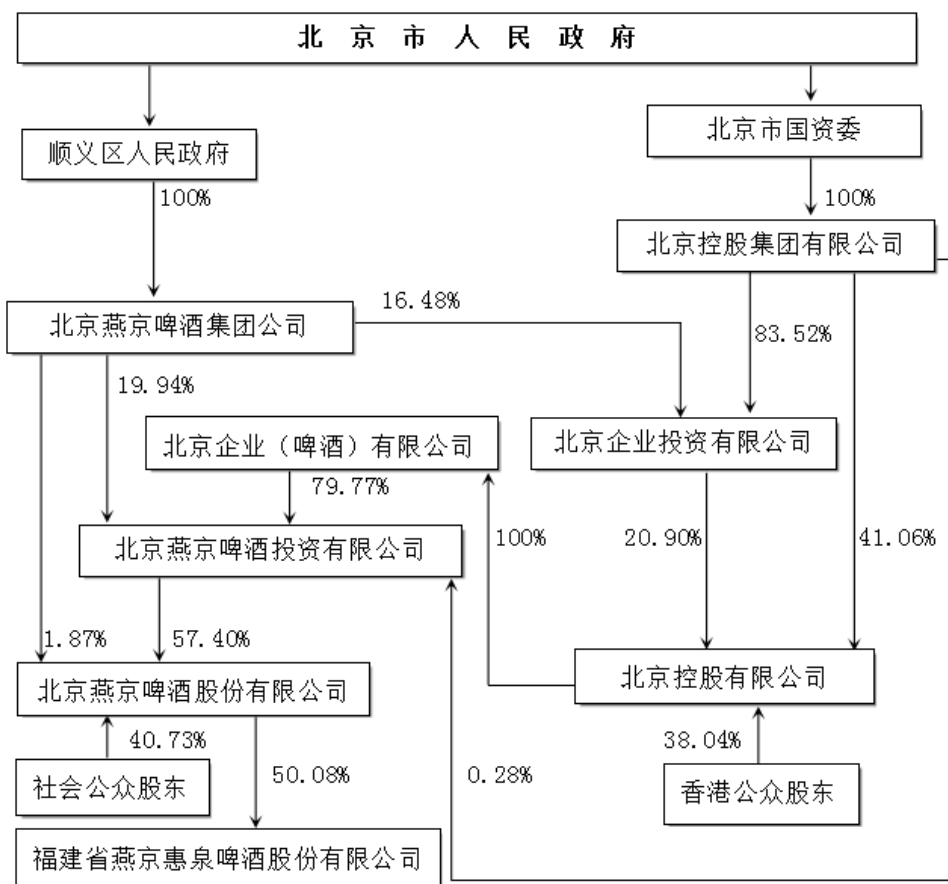 北京市人民政府
北京市国资委
顺义区人民政府
100%
100%
北京控股集团有限公司
16.48%
北京燕京啤酒集团公司
83.52%
19.94%
北京企业（啤酒）有限公司
北京企业投资有限公司
79.77%
北京燕京啤酒投资有限公司
100%
20.90%
41.06%
1.87%
57.40%
北京燕京啤酒股份有限公司
北京控股有限公司
40.73%
38.04%
社会公众股东
50.08%
0.28%
香港公众股东
福建省燕京惠泉啤酒股份有限公司